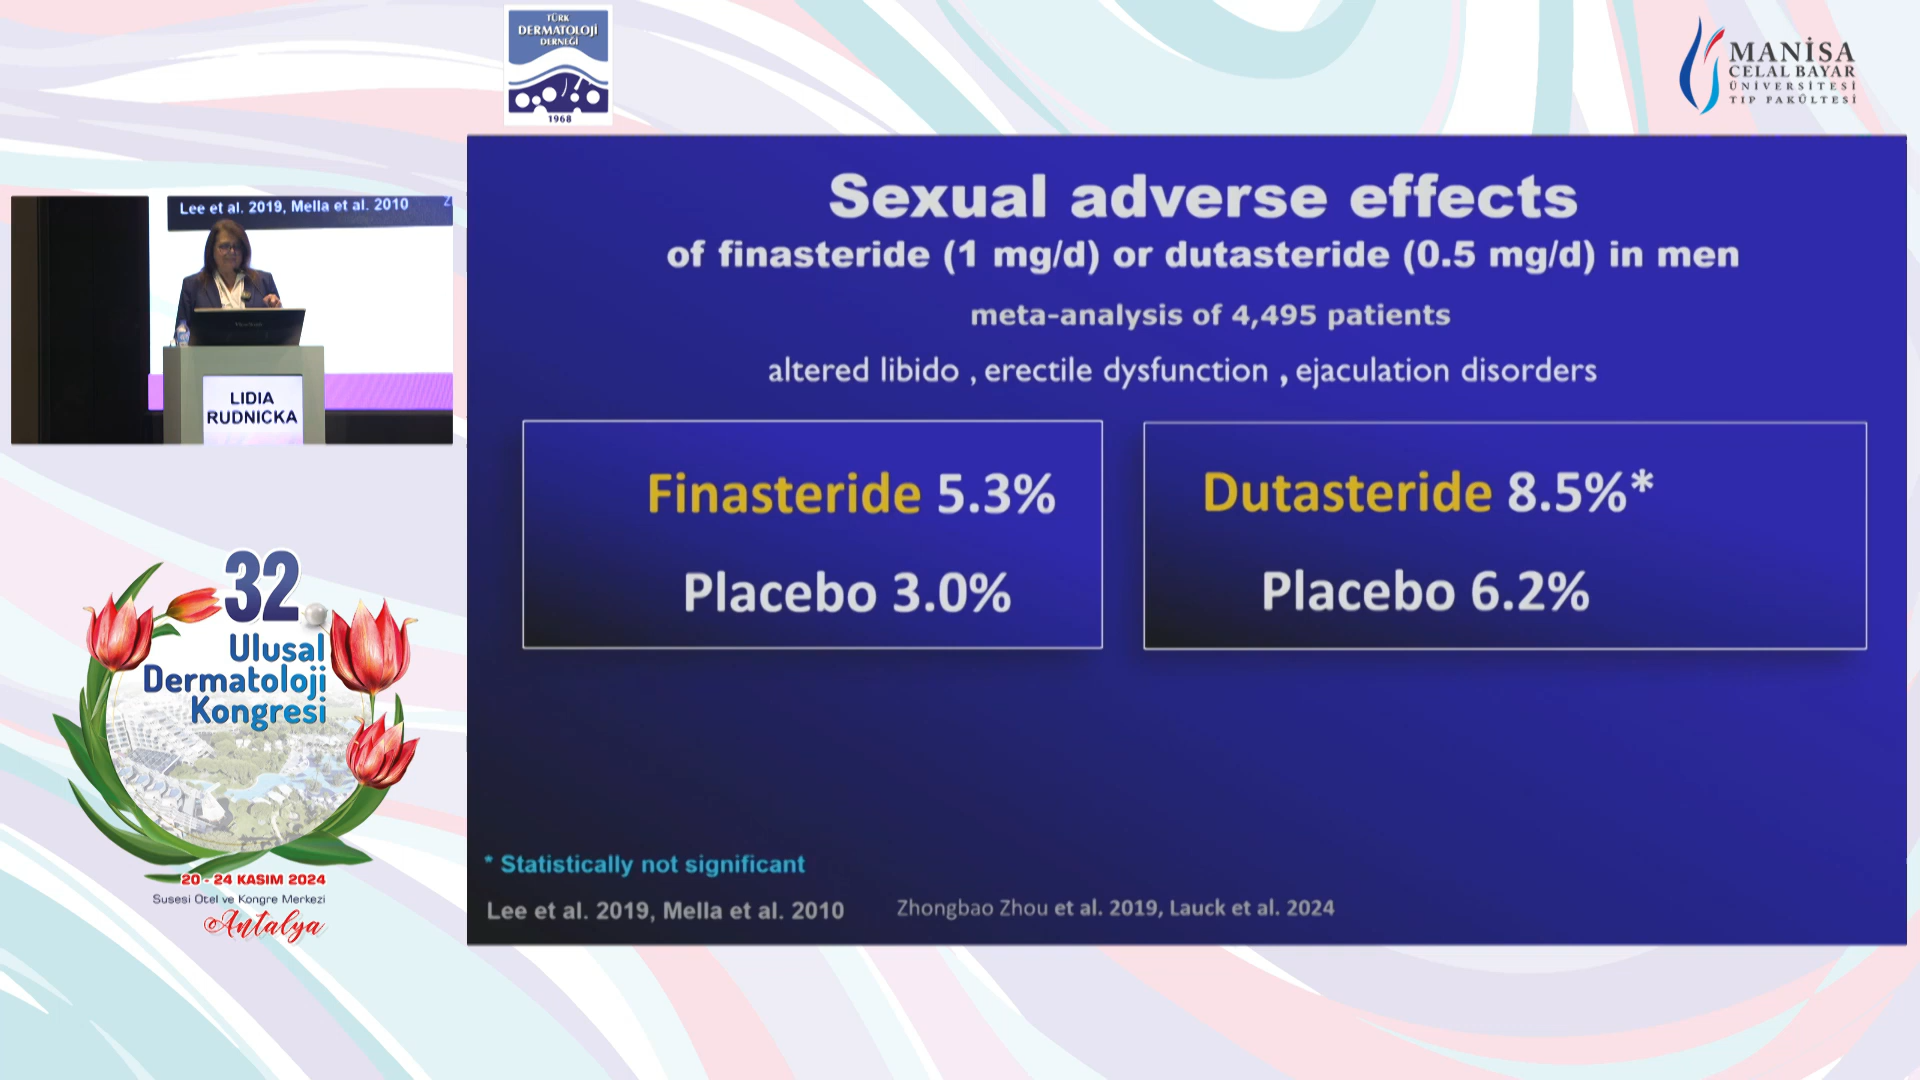 TÜRK
DERMATOLOJİ
DERNEĞİ
1968
MANİSA
CELAL BAYAR
ÜNİVERSİTESİ
TIP FAKÜLTESİ
Lee et al. 2019, Mella et al. 2010 Z
LIDIA
RUDNICKA
Sexual adverse effects
of finasteride (1 mg/d) or dutasteride (0.5 mg/d) in men
meta-analysis of 4,495 patients
altered libido , erectile dysfunction , ejaculation disorders
Finasteride 5.3%
Placebo 3.0%
Dutasteride 8.5%*
Placebo 6.2%
* Statistically not significant
Lee et al. 2019, Mella et al. 2010
Zhongbao Zhou et al. 2019, Lauck et al. 2024
32.
Ulusal
Dermatoloji
Kongresi
20 - 24 KASIM 2024
Susesi Otel ve Kongre Merkezi
Antalya